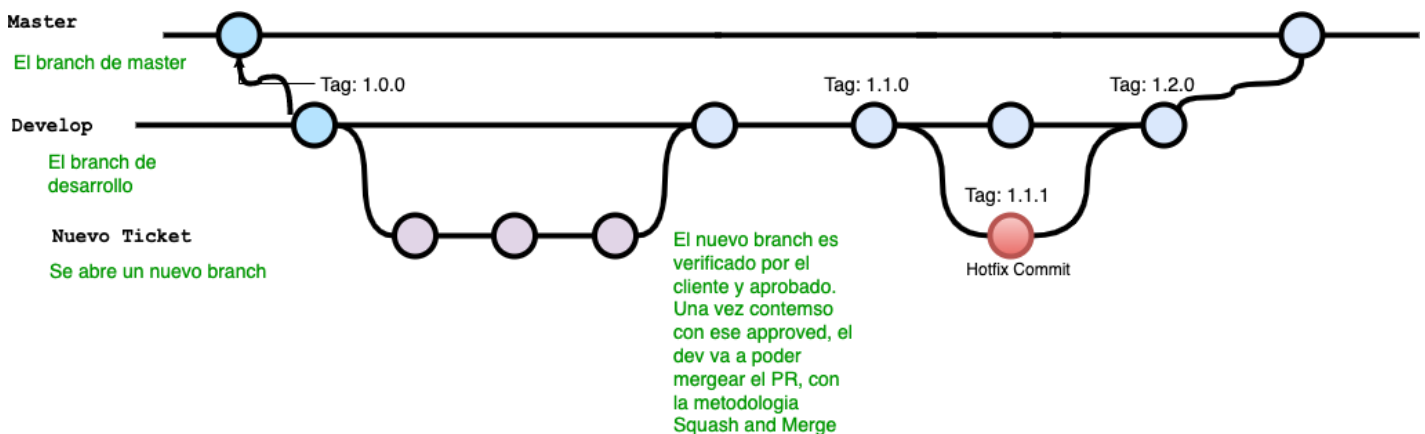 Master
El branch de master
Tag: 1.0.0
Tag: 1.1.0
Tag: 1.2.0
Develop
El branch de
desarrollo
Tag: 1.1.1
Nuevo Ticket
Se abre un nuevo branch
El nuevo branch es
verificado por el
cliente y aprobado.
Una vez contemso
con ese approved, el
dev va a poder
mergear el PR, con
la metodologia
Squash and Merge
Hotfix Commit